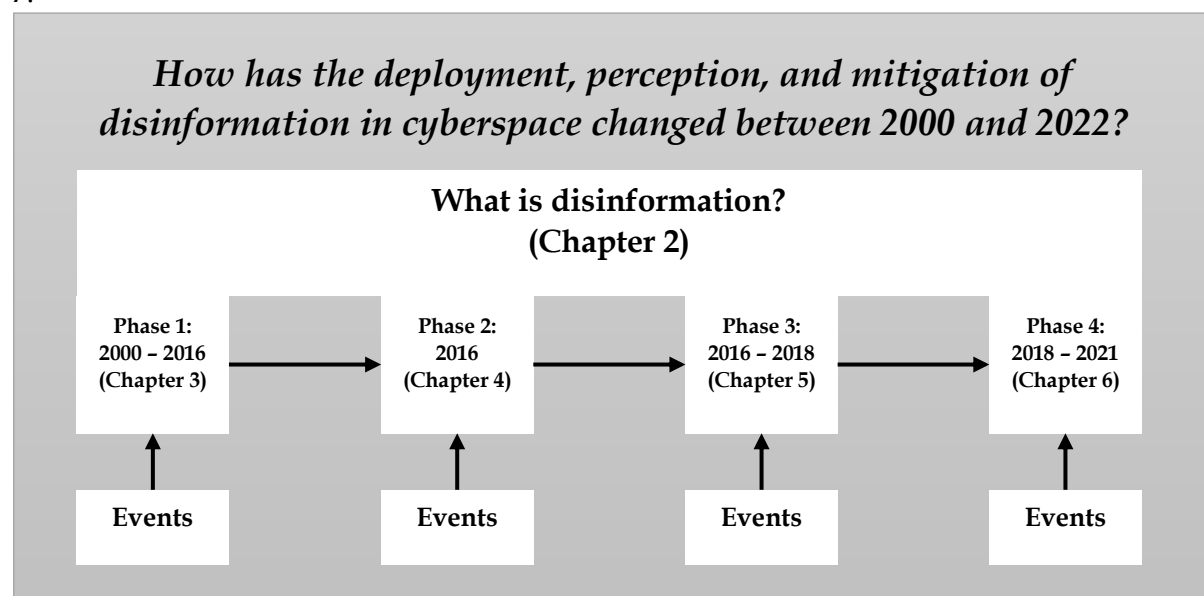 How has the deployment, perception, and mitigation of
disinformation in cyberspace changed between 2000 and 2022?
What is disinformation?
(Chapter 2)
Phase 1:
2000 – 2016
(Chapter 3)
Phase 2:
2016
(Chapter 4)
Phase 3:
2016 – 2018
(Chapter 5)
Phase 4:
2018 – 2021
(Chapter 6)
Events
Events
Events
Events